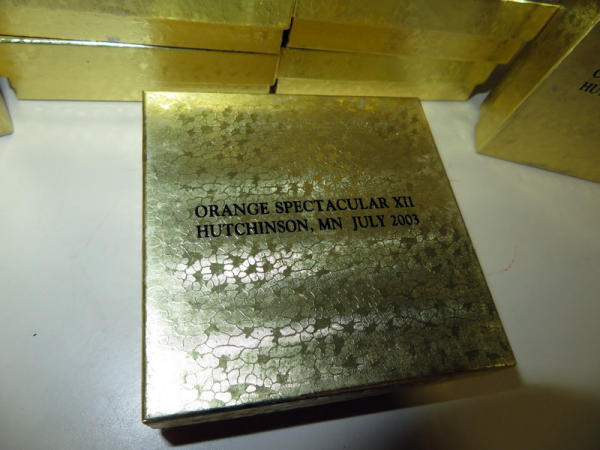 ORANGE SPECTACULAR XII
HUTCHINSON, MN JULY 2003